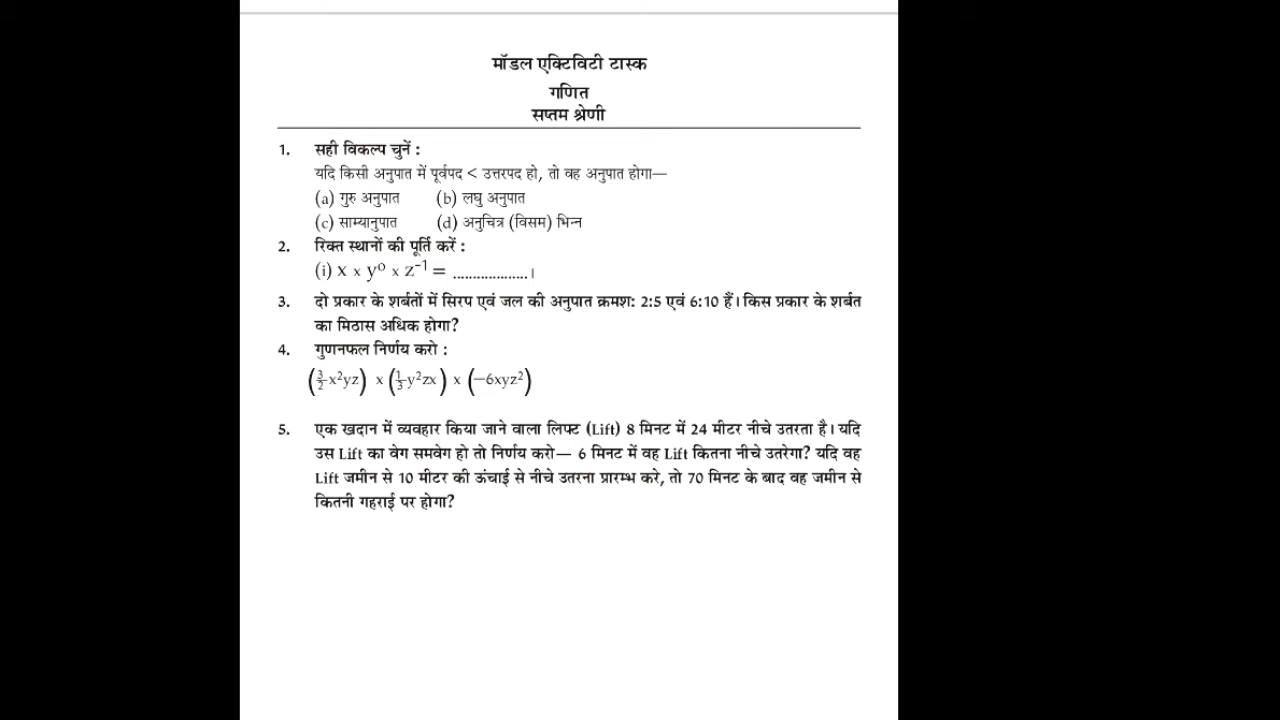 मॉडल एक्टिविटी टास्क
गणित
सप्तम श्रेणी
1. सही विकल्प चुनें :
यदि किसी अनुपात में पूर्वपद < उत्तरपद हो, तो वह अनुपात होगा—
(a) गुरु अनुपात (b) लघु अनुपात
(c) साम्यानुपात (d) अनुचित्र (विसम) भिन्न
2. रिक्त स्थानों की पूर्ति करें :
(i) x × y⁰ × z⁻¹ = ...................।
3. दो प्रकार के शर्बतों में सिरप एवं जल की अनुपात क्रमश: 2:5 एवं 6:10 हैं। किस प्रकार के शर्बत
का मिठास अधिक होगा?
4. गुणनफल निर्णय करो :
(3/2 x²yz) × (1/3 y²zx) × (−6xyz²)
5. एक खदान में व्यवहार किया जाने वाला लिफ्ट (Lift) 8 मिनट में 24 मीटर नीचे उतरता है। यदि
उस Lift का वेग समवेग हो तो निर्णय करो— 6 मिनट में वह Lift कितना नीचे उतरेगा? यदि वह
Lift जमीन से 10 मीटर की ऊंचाई से नीचे उतरना प्रारम्भ करे, तो 70 मिनट के बाद वह जमीन से
कितनी गहराई पर होगा?